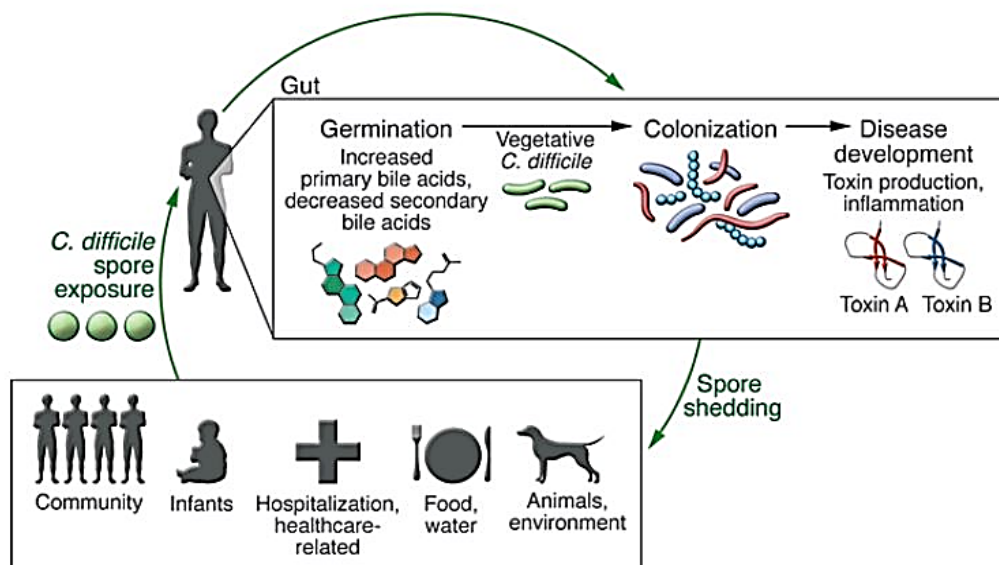 Gut
Germination
Increased
primary bile acids,
decreased secondary
bile acids
Vegetative
C. difficile
Colonization
Disease
development
Toxin production,
inflammation
Toxin A
Toxin B
C. difficile
spore
exposure
Spore
shedding
Community
Infants
Hospitalization,
healthcare-
related
Food,
water
Animals,
environment